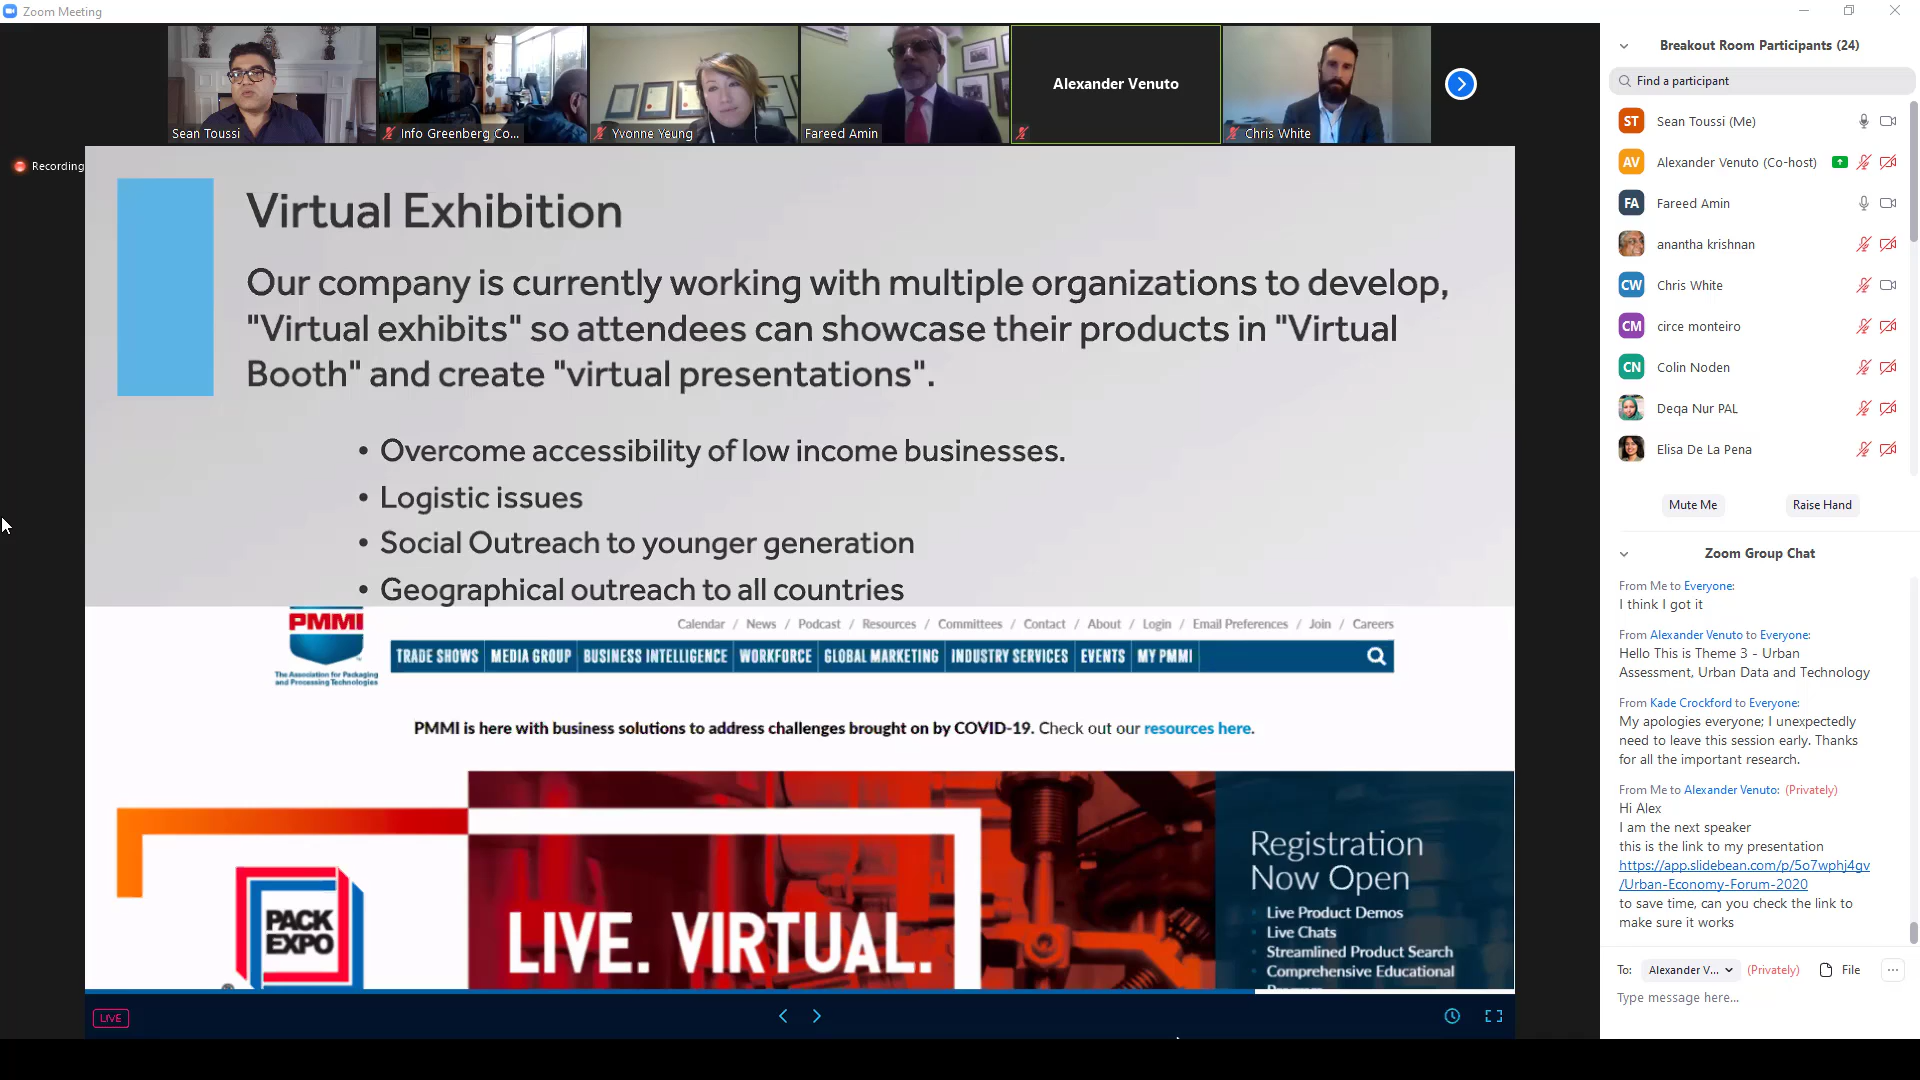 Zoom Meeting
Sean Toussi
Info Greenberg Co...
Yvonne Yeung
Fareed Amin
Alexander Venuto
Chris White
Recording
Virtual Exhibition
Our company is currently working with multiple organizations to develop,
"Virtual exhibits" so attendees can showcase their products in "Virtual
Booth" and create "virtual presentations".
• Overcome accessibility of low income businesses.
• Logistic issues
• Social Outreach to younger generation
• Geographical outreach to all countries
PMMI
The Association for Packaging
and Processing Technologies
Calendar / News / Podcast / Resources / Committees / Contact / About / Login / Email Preferences / Join / Careers
TRADE SHOWS MEDIA GROUP BUSINESS INTELLIGENCE WORKFORCE GLOBAL MARKETING INDUSTRY SERVICES EVENTS MY PMMI
PMMI is here with business solutions to address challenges brought on by COVID-19. Check out our resources here.
PACK
EXPO
LIVE. VIRTUAL.
Registration
Now Open
Live Product Demos
Live Chats
Streamlined Product Search
Comprehensive Educational
LIVE
Breakout Room Participants (24)
Find a participant
ST Sean Toussi (Me)
AV Alexander Venuto (Co-host)
FA Fareed Amin
anantha krishnan
CW Chris White
CM circe monteiro
CN Colin Noden
Deqa Nur PAL
Elisa De La Pena
Mute Me Raise Hand
Zoom Group Chat
From Me to Everyone:
I think I got it
From Alexander Venuto to Everyone:
Hello This is Theme 3 - Urban
Assessment, Urban Data and Technology
From Kade Crockford to Everyone:
My apologies everyone; I unexpectedly
need to leave this session early. Thanks
for all the important research.
From Me to Alexander Venuto: (Privately)
Hi Alex
I am the next speaker
this is the link to my presentation
https://app.slidebean.com/p/5o7wphj4gv
/Urban-Economy-Forum-2020
to save time, can you check the link to
make sure it works
To: Alexander V... (Privately) File ...
Type message here...